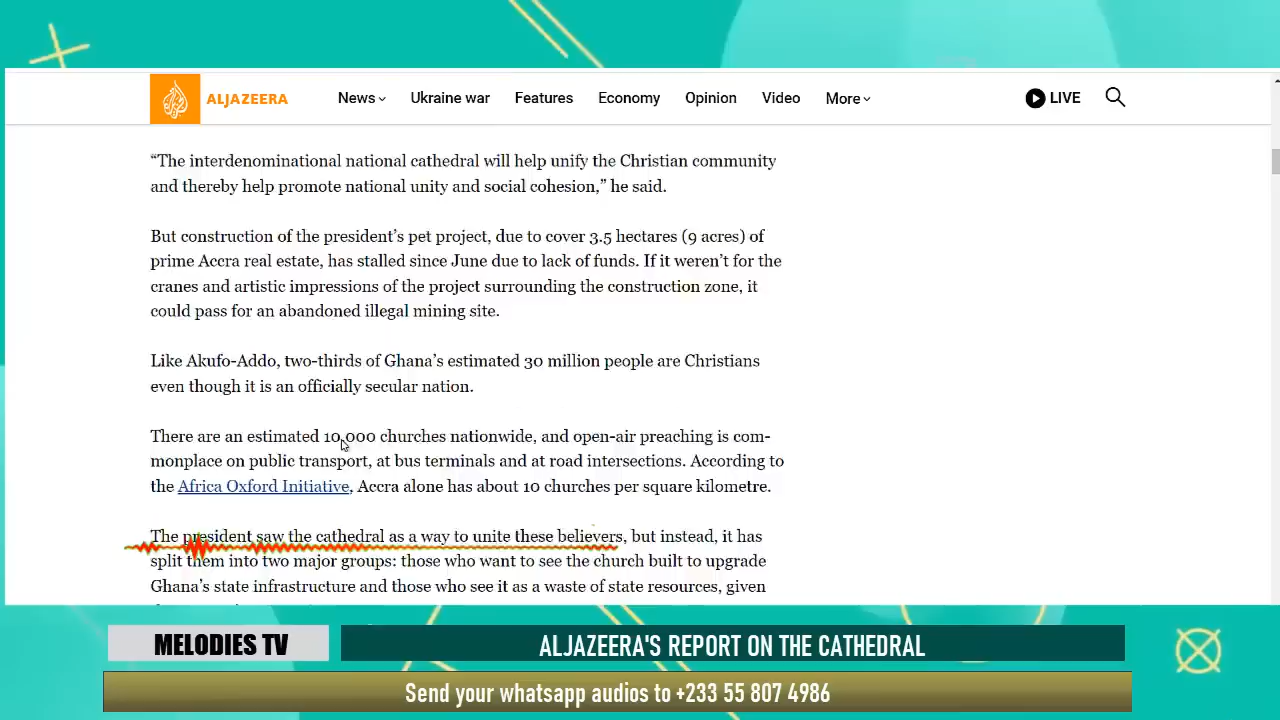 ALJAZEERA News Ukraine war Features Economy Opinion Video More LIVE
“The interdenominational national cathedral will help unify the Christian community
and thereby help promote national unity and social cohesion,” he said.
But construction of the president’s pet project, due to cover 3.5 hectares (9 acres) of
prime Accra real estate, has stalled since June due to lack of funds. If it weren’t for the
cranes and artistic impressions of the project surrounding the construction zone, it
could pass for an abandoned illegal mining site.
Like Akufo-Addo, two-thirds of Ghana’s estimated 30 million people are Christians
even though it is an officially secular nation.
There are an estimated 10,000 churches nationwide, and open-air preaching is com-
monplace on public transport, at bus terminals and at road intersections. According to
the Africa Oxford Initiative, Accra alone has about 10 churches per square kilometre.
The president saw the cathedral as a way to unite these believers, but instead, it has
split them into two major groups: those who want to see the church built to upgrade
Ghana’s state infrastructure and those who see it as a waste of state resources, given
MELODIES TV
ALJAZEERA'S REPORT ON THE CATHEDRAL
Send your whatsapp audios to +233 55 807 4986